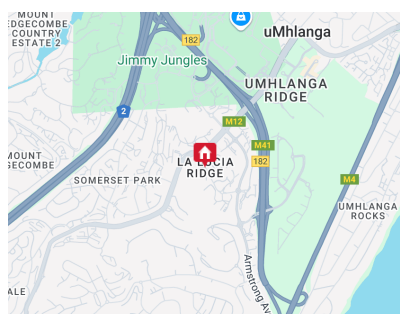 MOUNT
EDGECOMBE
COUNTRY
ESTATE 2
182
uMhlanga
Jimmy Jungles
UMHLANGA
RIDGE
2
M12
M41
182
LA LUCIA
RIDGE
MOUNT
EDGECOMBE
SOMERSET PARK
M4
UMHLANGA
ROCKS
Armstrong Av
ALE